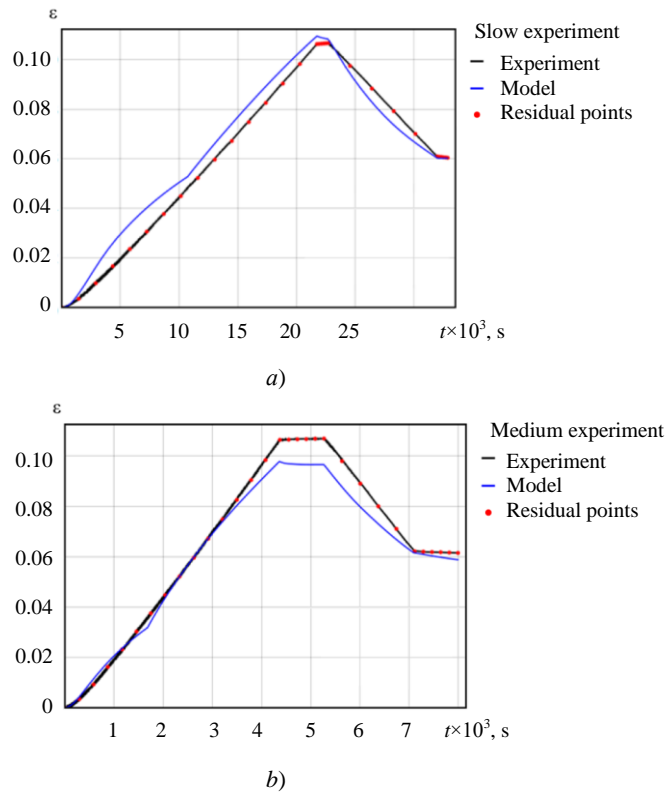 ε
Slow experiment
0.10
Experiment
Model
0.08
Residual points
0.06
0.04
0.02
0
5 10 15 20 25 t×10³, s
a)
ε
Medium experiment
0.10
Experiment
Model
0.08
Residual points
0.06
0.04
0.02
0
1 2 3 4 5 6 7 t×10³, s
b)